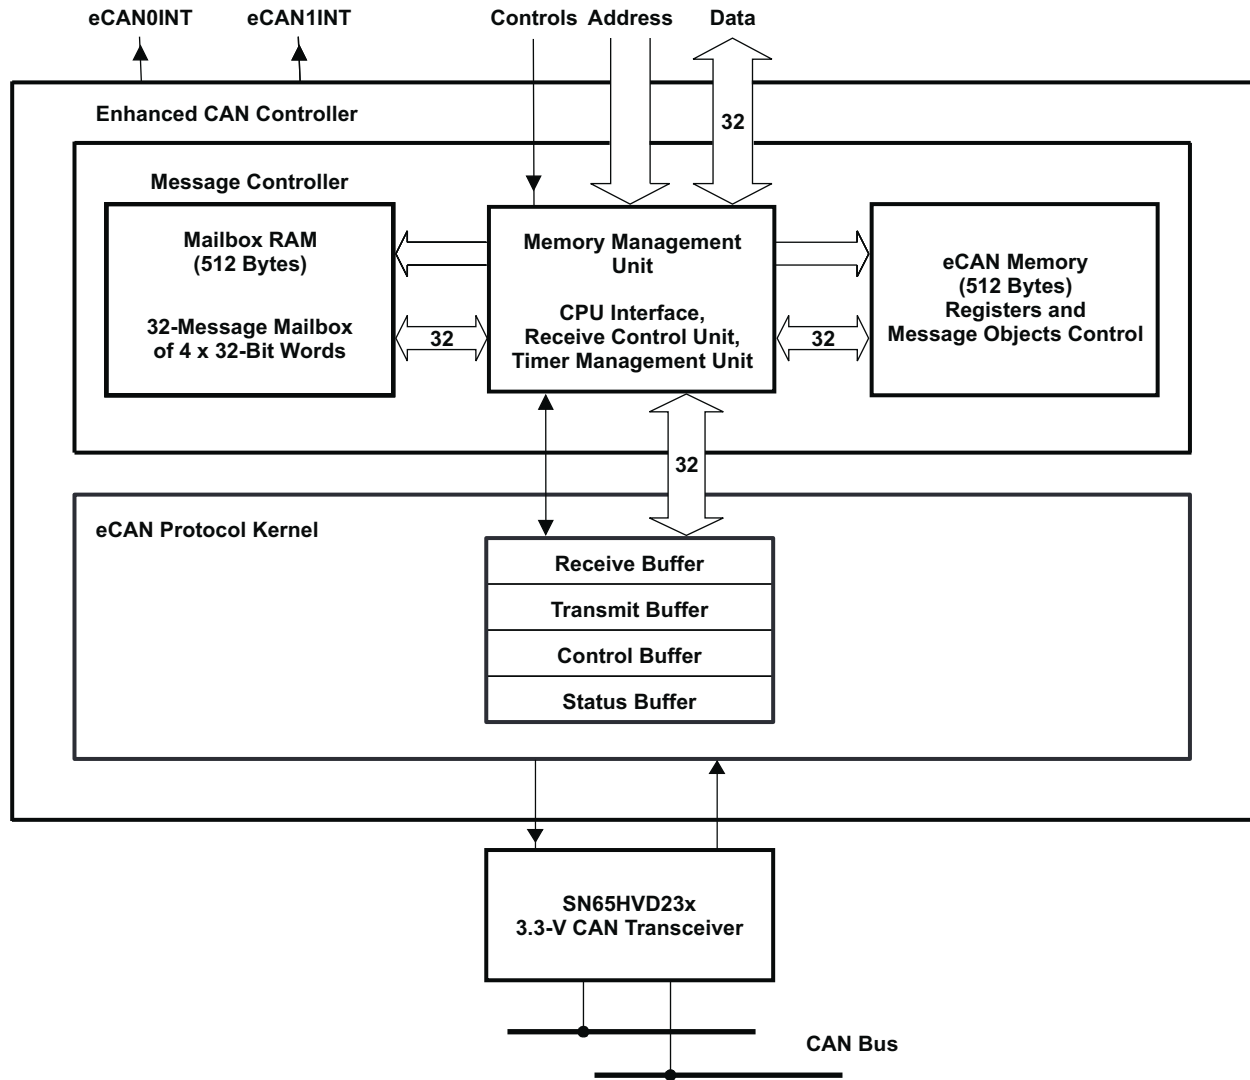 eCAN0INT
eCAN1INT
Controls
Address
Data
32
Enhanced CAN Controller
Message Controller
Mailbox RAM
(512 Bytes)
32-Message Mailbox
of 4 x 32-Bit Words
32
Memory Management
Unit
CPU Interface,
Receive Control Unit,
Timer Management Unit
32
eCAN Memory
(512 Bytes)
Registers and
Message Objects Control
32
eCAN Protocol Kernel
Receive Buffer
Transmit Buffer
Control Buffer
Status Buffer
SN65HVD23x
3.3-V CAN Transceiver
CAN Bus